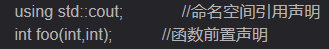 using std::cout; //命名空间引用声明
int foo(int,int); //函数前置声明